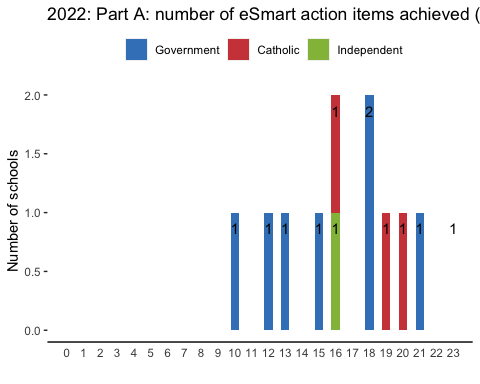 2022: Part A: number of eSmart action items achieved (
Government Catholic Independent
Number of schools
2.0
1.5
1.0
0.5
0.0
1 2
1 1 1 1 1 1 1 1 1
0 1 2 3 4 5 6 7 8 9 10 11 12 13 14 15 16 17 18 19 20 21 22 23